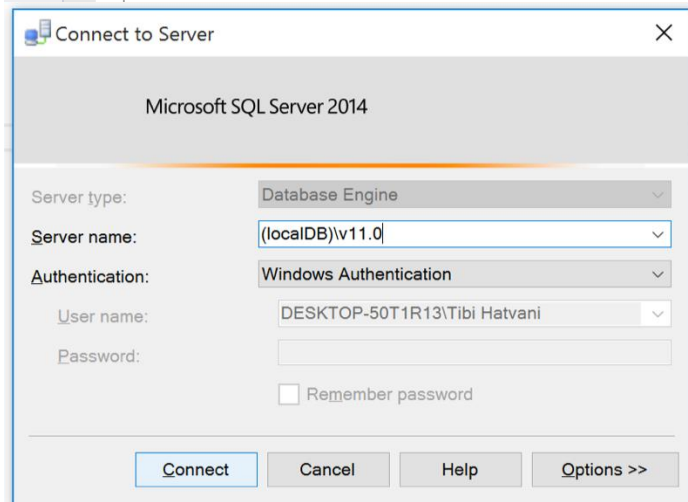 Connect to Server
Microsoft SQL Server 2014
Server type: Database Engine
Server name: (localDB)\v11.0
Authentication: Windows Authentication
User name: DESKTOP-50T1R13\Tibi Hatvani
Password:
Remember password
Connect Cancel Help Options >>